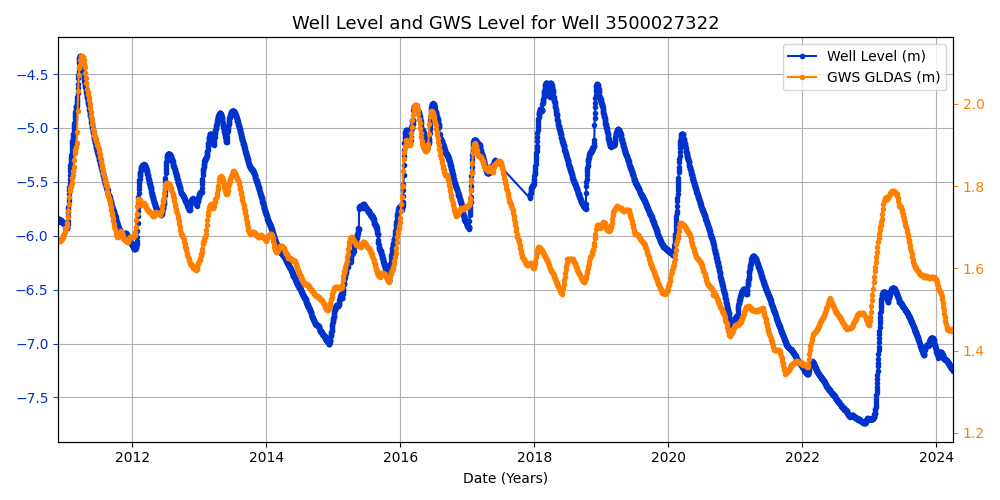 Well Level and GWS Level for Well 3500027322
Well Level (m)
GWS GLDAS (m)
−4.5
−5.0
−5.5
−6.0
−6.5
−7.0
−7.5
2.0
1.8
1.6
1.4
1.2
2012 2014 2016 2018 2020 2022 2024
Date (Years)